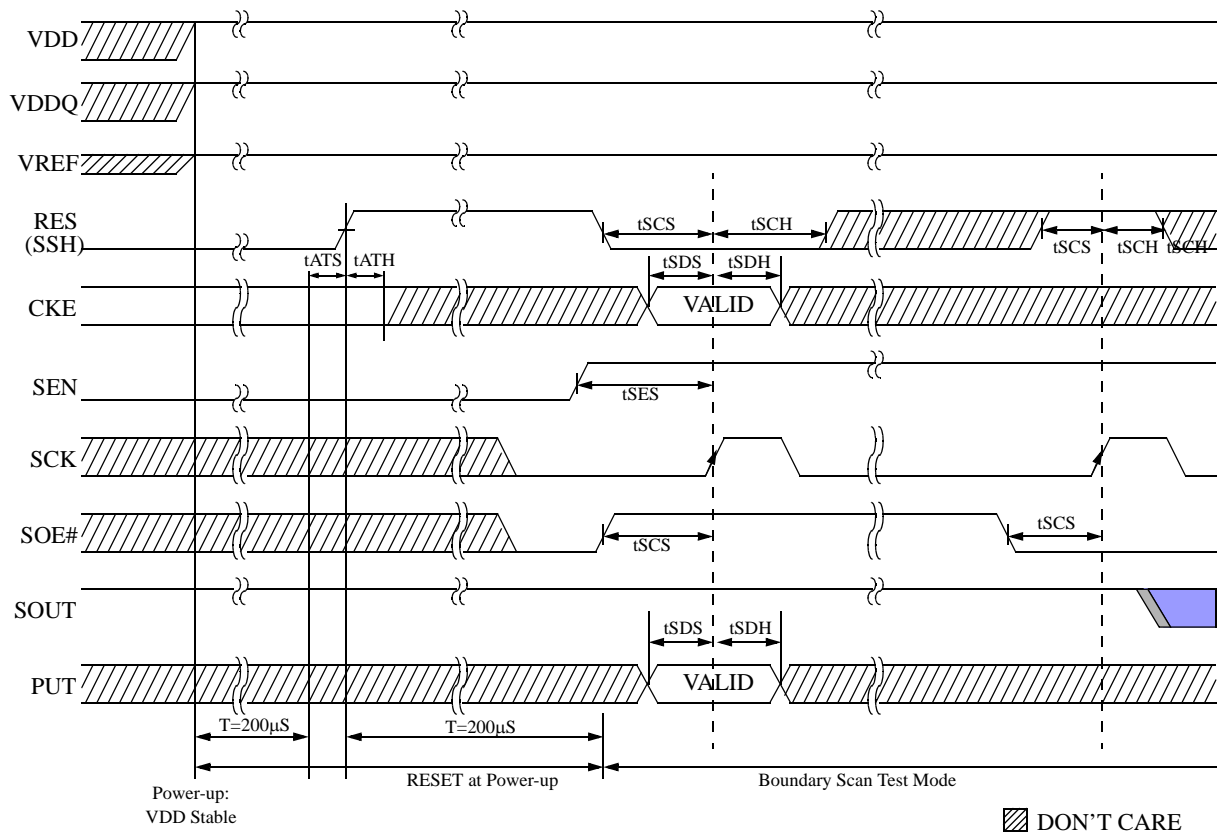 VDD
VDDQ
VREF
RES
(SSH)
tSCS
tSCH
tSCS
tSCH
tSCH
tATS
tATH
tSDS
tSDH
CKE
VALID
SEN
tSES
SCK
SOE#
tSCS
tSCS
SOUT
tSDS
tSDH
PUT
VALID
T=200μS
T=200μS
RESET at Power-up
Boundary Scan Test Mode
Power-up:
VDD Stable
DON'T CARE